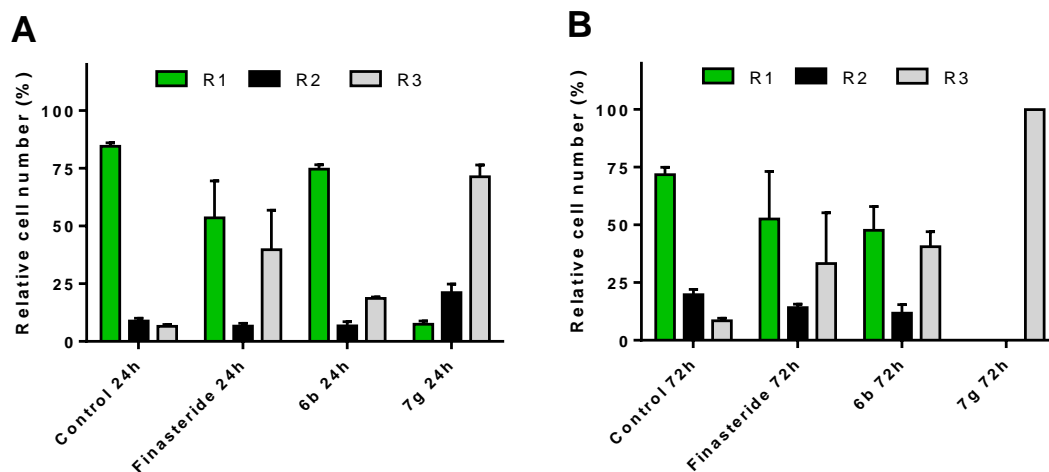 A
R1 R2 R3
Relative cell number (%)
100
75
50
25
0
Control 24h
Finasteride 24h
6b 24h
7g 24h
B
R1 R2 R3
Relative cell number (%)
100
75
50
25
0
Control 72h
Finasteride 72h
6b 72h
7g 72h